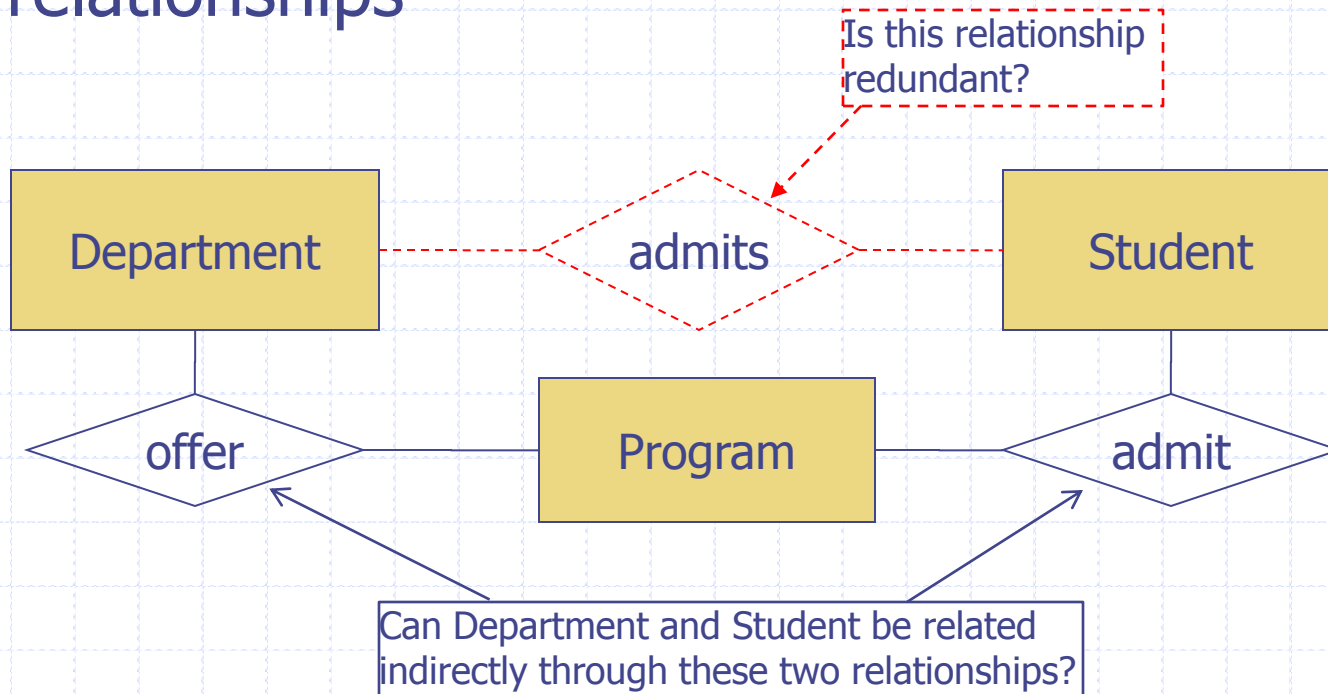 relationships
Is this relationship
redundant?
Department
admits
Student
offer
Program
admit
Can Department and Student be related
indirectly through these two relationships?